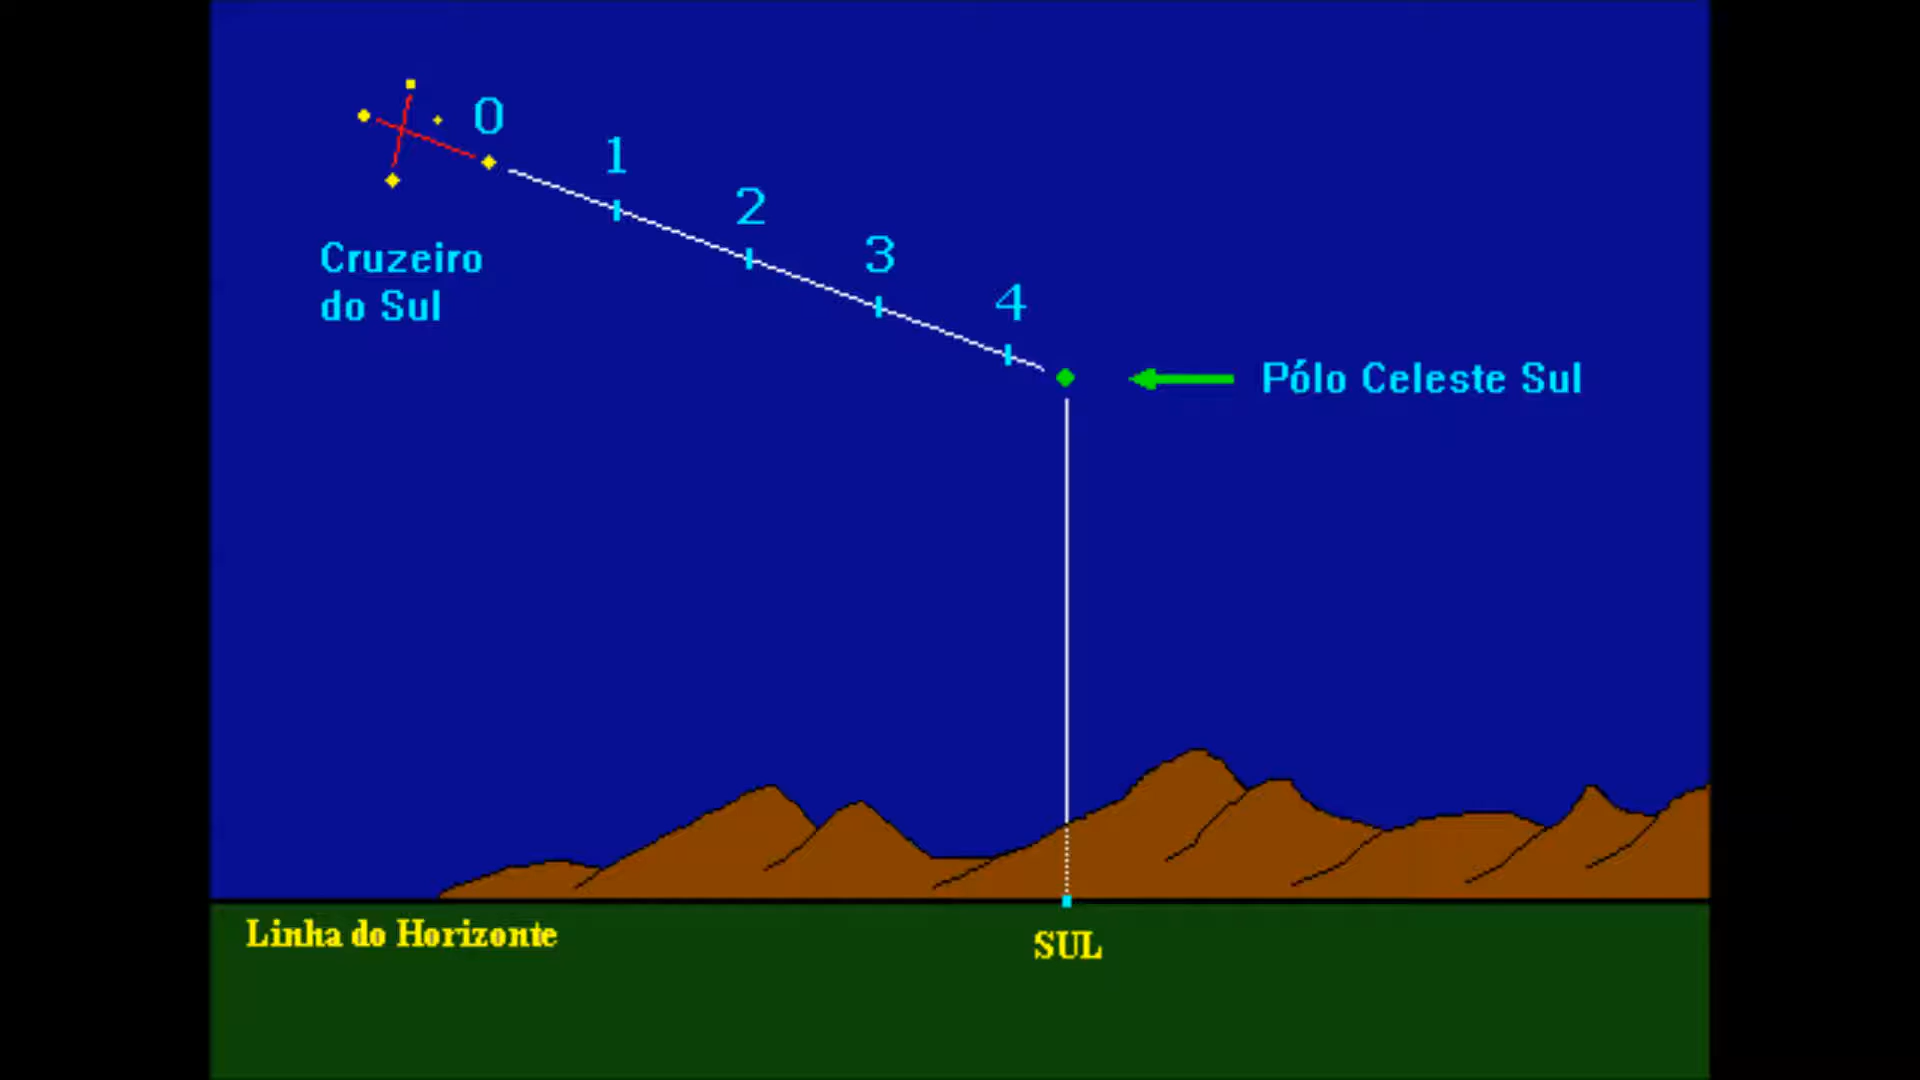 0
1
2
3
4
Cruzeiro
do Sul
Pólo Celeste Sul
Linha do Horizonte
SUL